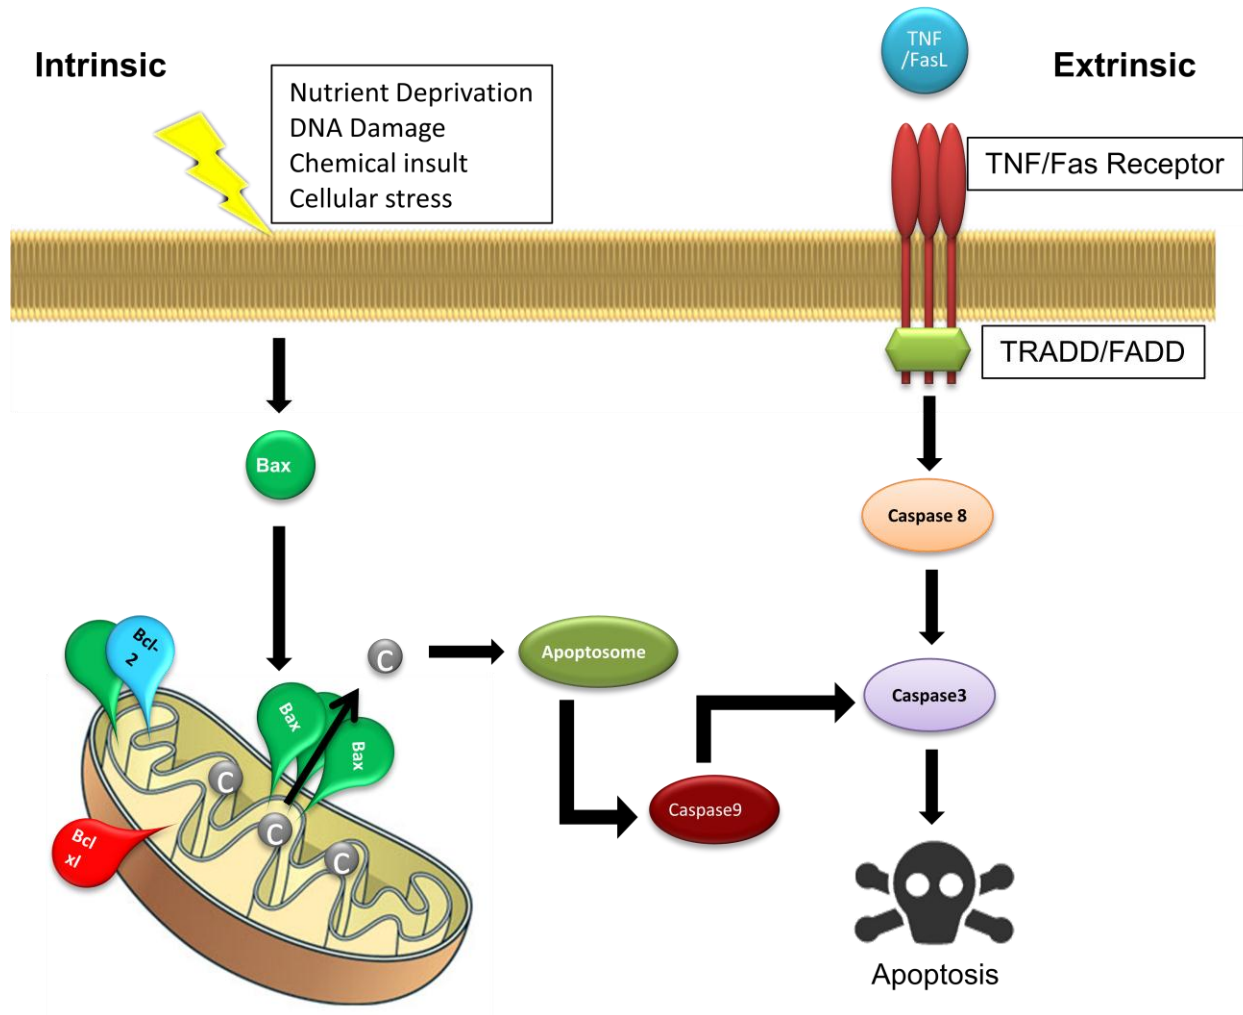 Intrinsic
Nutrient Deprivation
DNA Damage
Chemical insult
Cellular stress
TNF
/FasL
Extrinsic
TNF/Fas Receptor
TRADD/FADD
Bax
Caspase 8
Bcl-
2
C
Apoptosome
Caspase3
Bax
Bax
C
C
C
Caspase9
Bcl
xl
Apoptosis